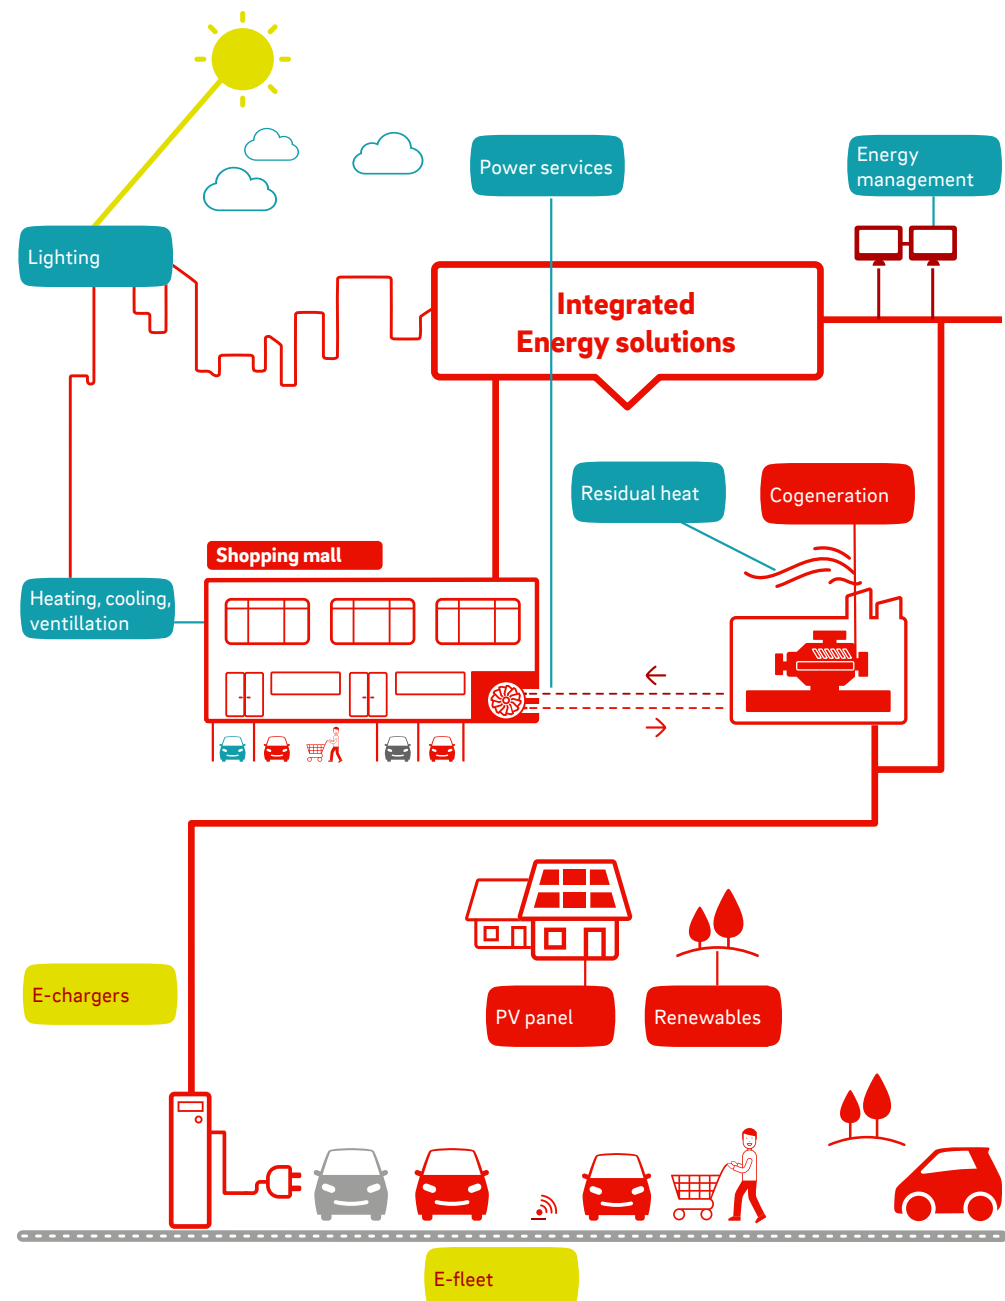 Power services
Energy
management
Lighting
Integrated
Energy solutions
Residual heat
Cogeneration
Shopping mall
Heating, cooling,
ventillation
E-chargers
PV panel
Renewables
E-fleet